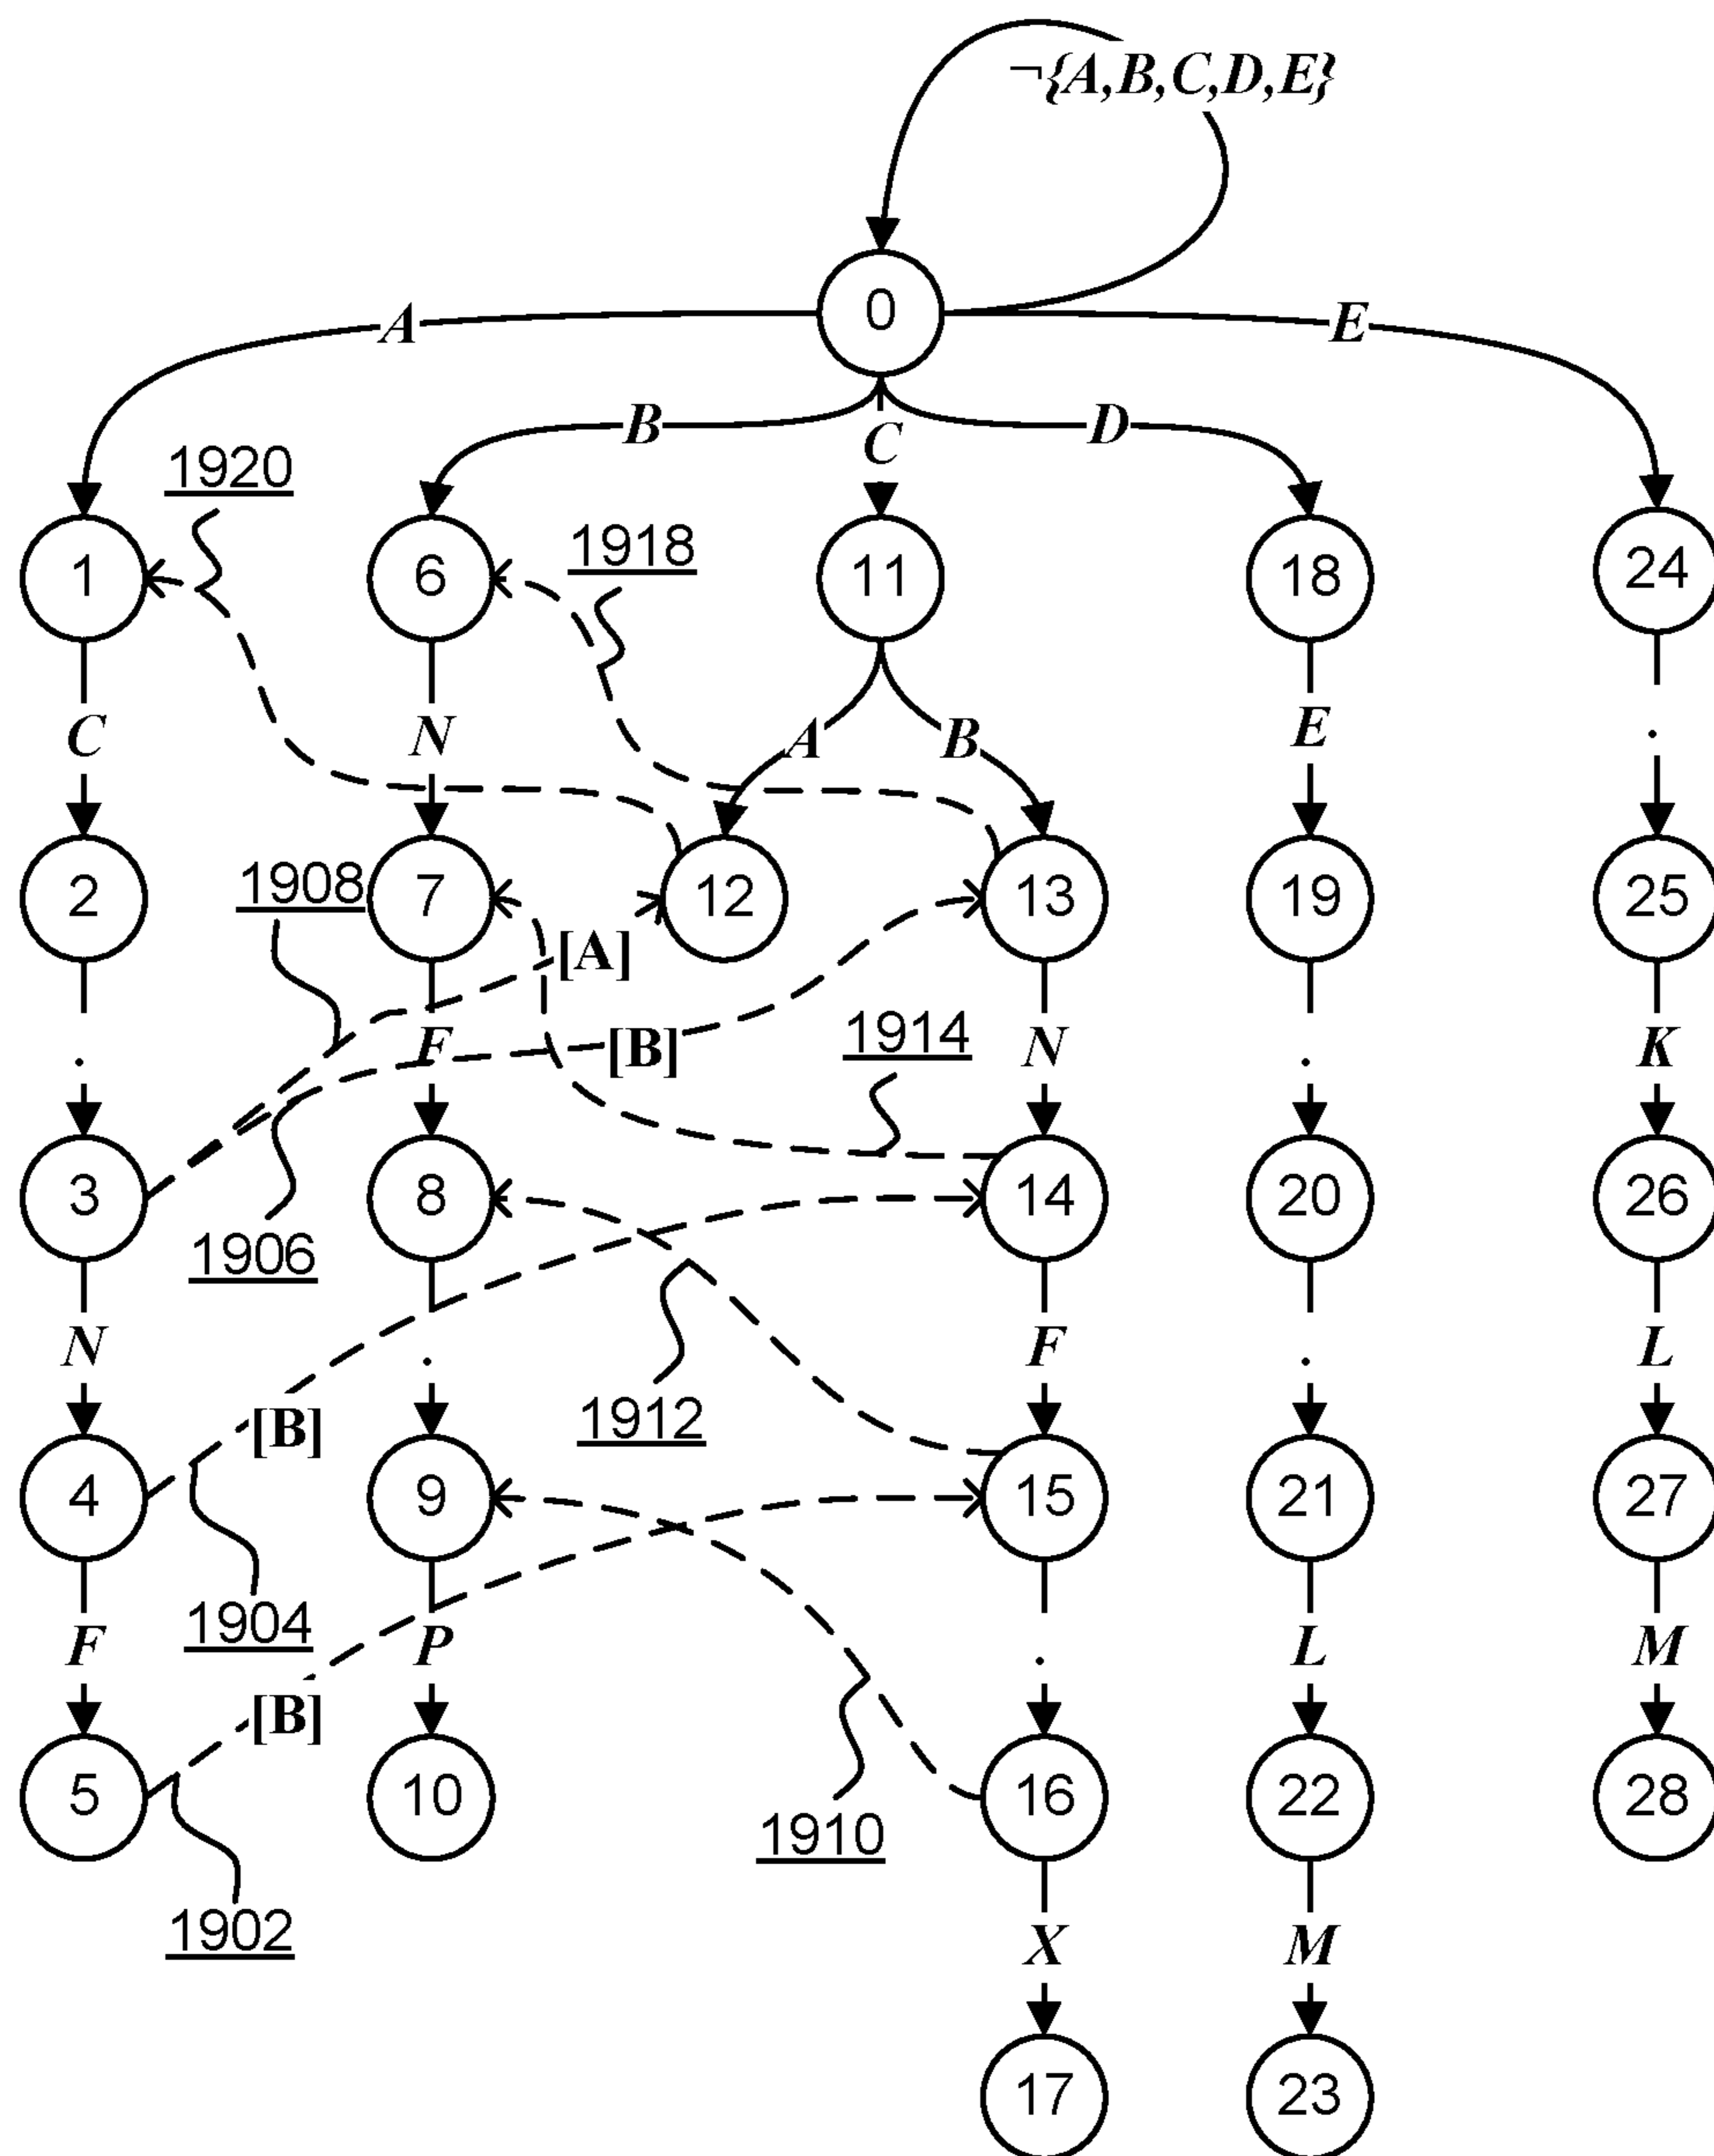 ¬{A,B,C,D,E}
0
A
E
B
C
D
1920
1918
1
6
11
18
24
C
N
A
B
E
.
2
7
12
13
19
25
1908
[A]
[B]
1914
.
F
N
.
K
3
8
14
20
26
1906
N
.
F
.
L
[B]
1912
4
9
15
21
27
1904
F
P
.
L
M
[B]
5
10
16
22
28
1910
1902
X
M
17
23